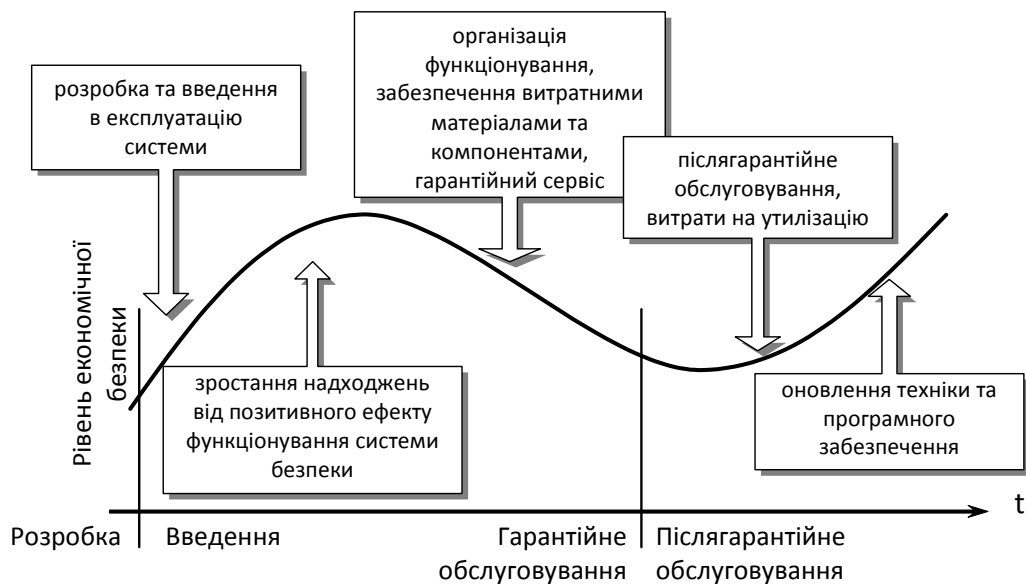 розробка та введення
в експлуатацію
системи
організація
функціонування,
забезпечення витратними
матеріалами та
компонентами,
гарантійний сервіс
післягарантійне
обслуговування,
витрати на утилізацію
Рівень економічної
безпеки
зростання надходжень
від позитивного ефекту
функціонування системи
безпеки
оновлення техніки та
програмного
забезпечення
t
Розробка
Введення
Гарантійне
обслуговування
Післягарантійне
обслуговування